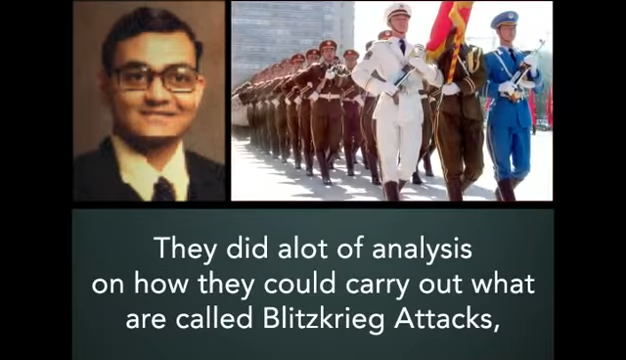 They did alot of analysis
on how they could carry out what
are called Blitzkrieg Attacks,